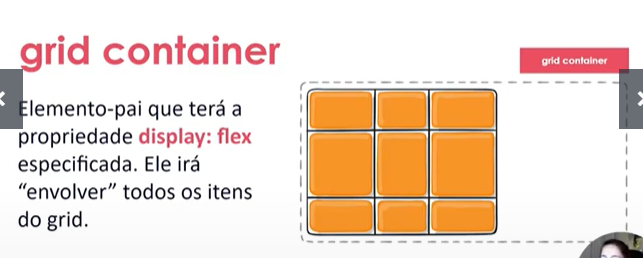 grid container
grid container
Elemento-pai que terá a
propriedade display: flex
especificada. Ele irá
“envolver” todos os itens
do grid.